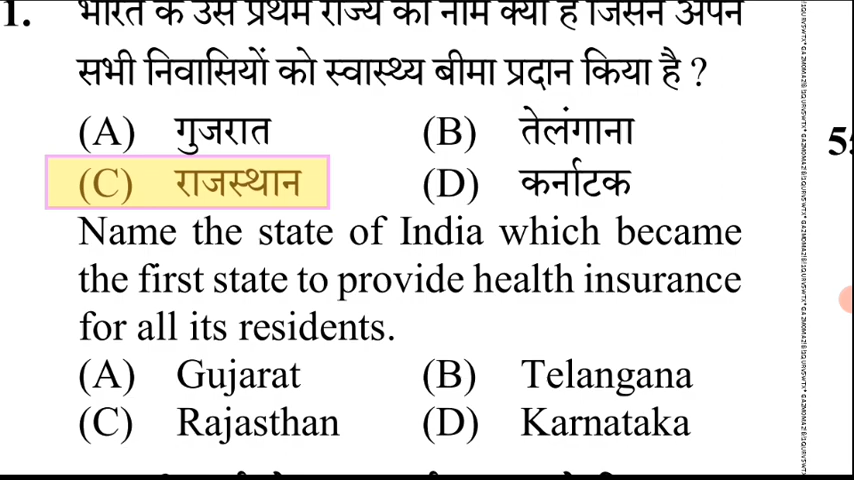 1. भारत के उस प्रथम राज्य का नाम क्या है जिसने अपने
सभी निवासियों को स्वास्थ्य बीमा प्रदान किया है ?
(A) गुजरात (B) तेलंगाना
(C) राजस्थान (D) कर्नाटक
Name the state of India which became
the first state to provide health insurance
for all its residents.
(A) Gujarat (B) Telangana
(C) Rajasthan (D) Karnataka